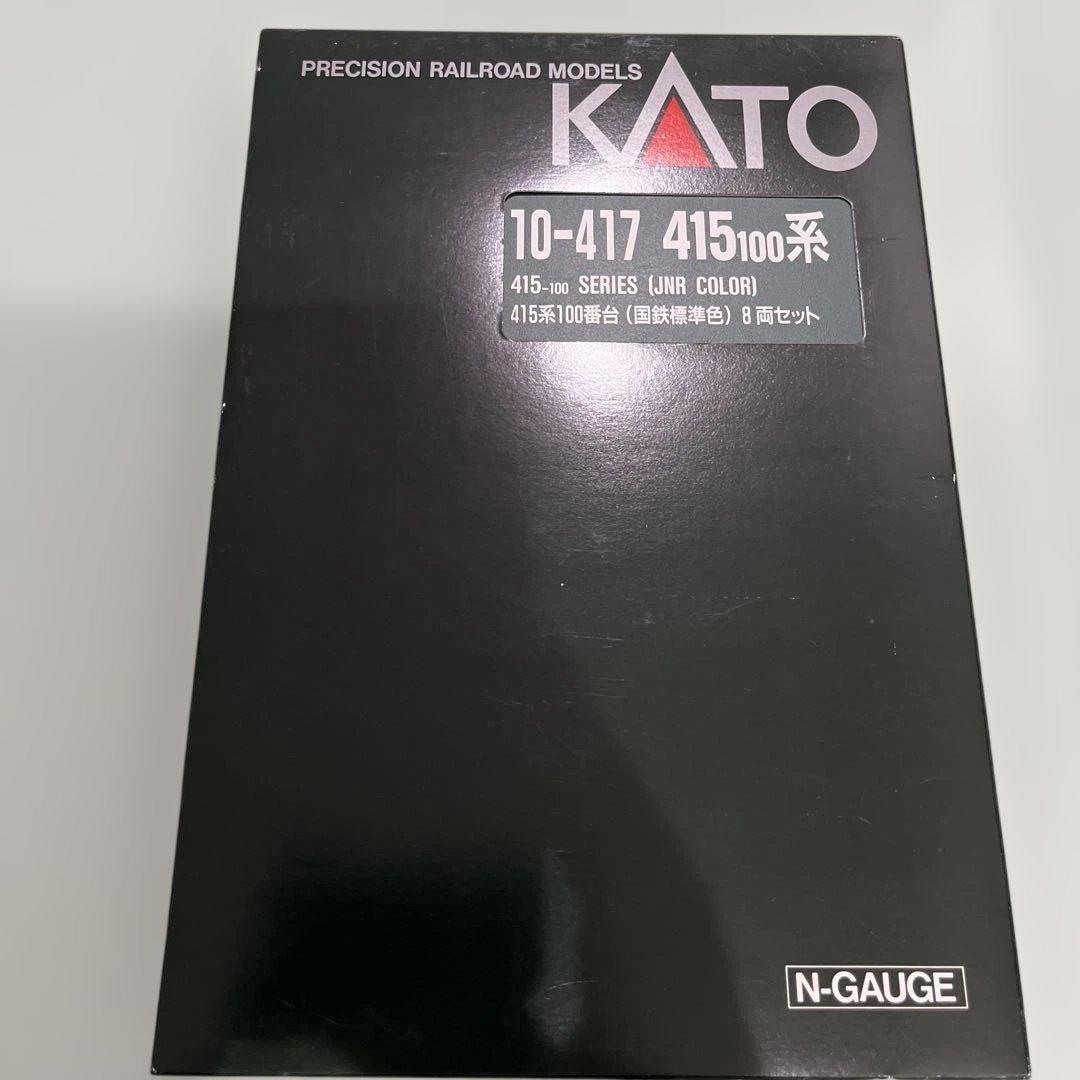 PRECISION RAILROAD MODELS
KATO
10-417 415100系
415-100 SERIES (JNR COLOR)
415系100番台(国鉄標準色) 8両セット
N-GAUGE